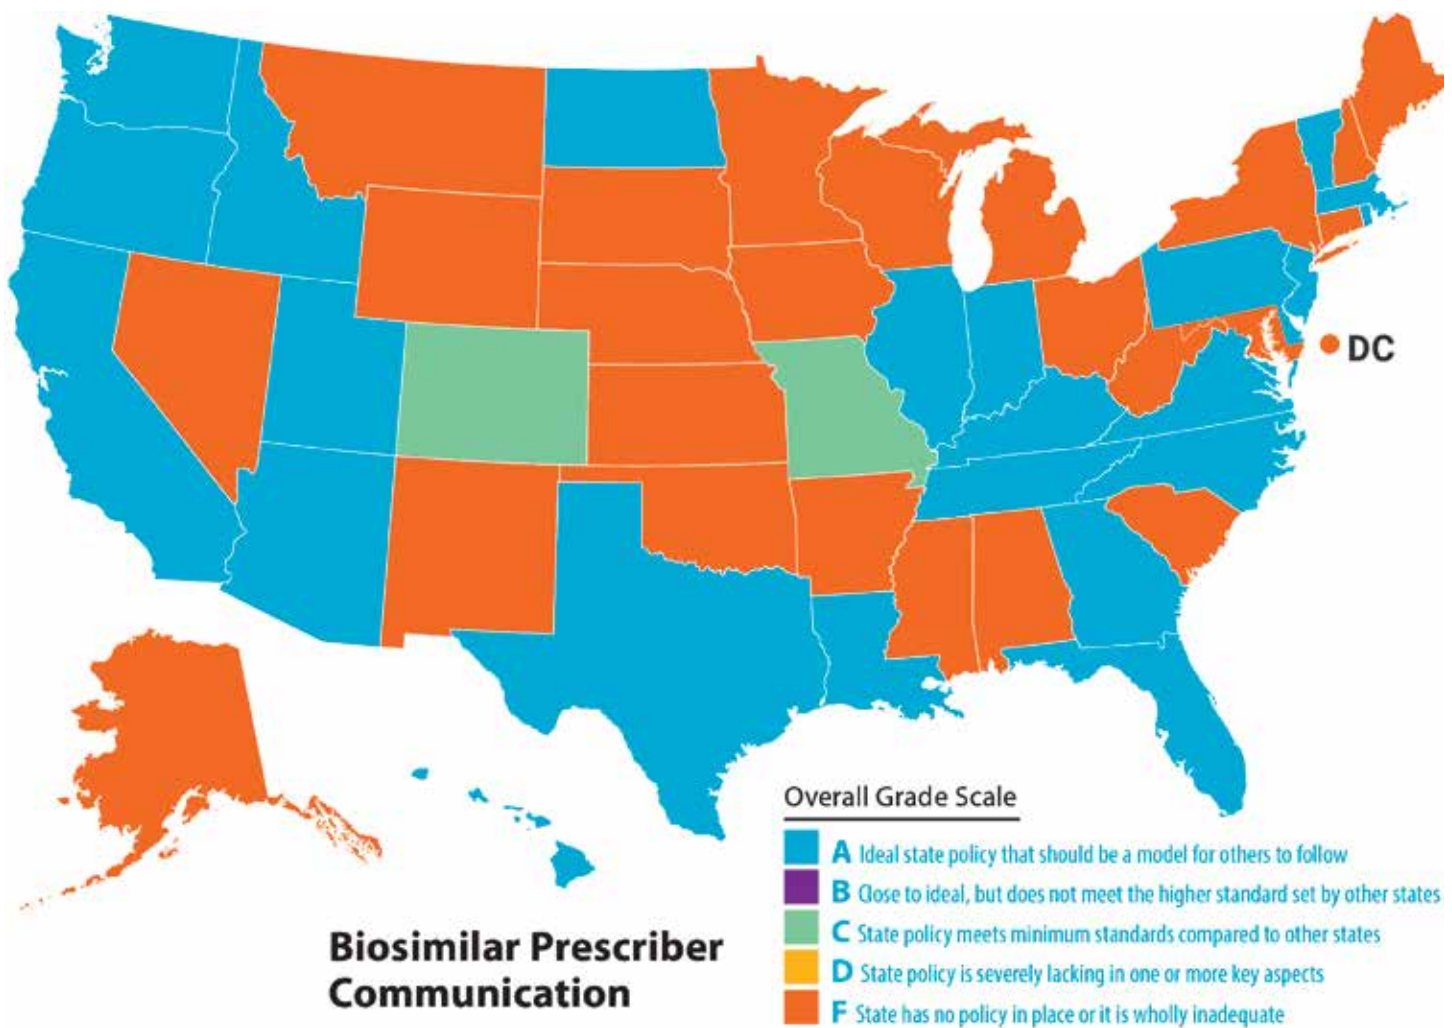 DC
Overall Grade Scale
A Ideal state policy that should be a model for others to follow
B Close to ideal, but does not meet the higher standard set by other states
C State policy meets minimum standards compared to other states
D State policy is severely lacking in one or more key aspects
F State has no policy in place or it is wholly inadequate
Biosimilar Prescriber
Communication